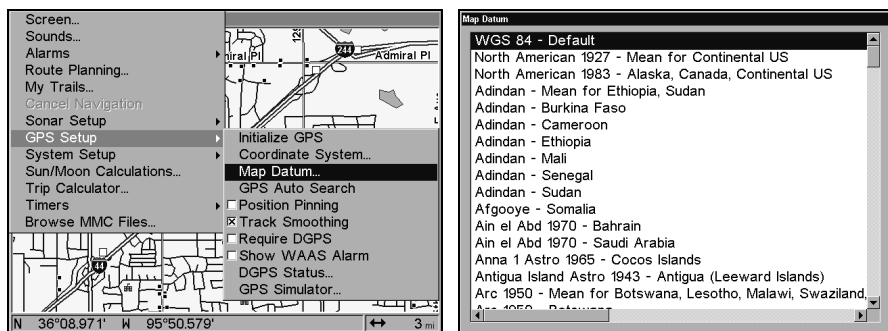 Screen...
Sounds...
Alarms
Route Planning...
My Trails...
Cancel Navigation
Sonar Setup
GPS Setup
System Setup
Sun/Moon Calculations...
Trip Calculator...
Timers
Browse MMC Files...
Initialize GPS
Coordinate System...
Map Datum...
GPS Auto Search
Position Pinning
Track Smoothing
Require DGPS
Show WAAS Alarm
DGPS Status...
GPS Simulator...
129
244
miral Pl
Admiral Pl
44
N 36°08.971' W 95°50.579'
3 mi
Map Datum
WGS 84 - Default
North American 1927 - Mean for Continental US
North American 1983 - Alaska, Canada, Continental US
Adindan - Mean for Ethiopia, Sudan
Adindan - Burkina Faso
Adindan - Cameroon
Adindan - Ethiopia
Adindan - Mali
Adindan - Senegal
Adindan - Sudan
Afgooye - Somalia
Ain el Abd 1970 - Bahrain
Ain el Abd 1970 - Saudi Arabia
Anna 1 Astro 1965 - Cocos Islands
Antigua Island Astro 1943 - Antigua (Leeward Islands)
Arc 1950 - Mean for Botswana, Lesotho, Malawi, Swaziland,
Arc 1950 - Botswana